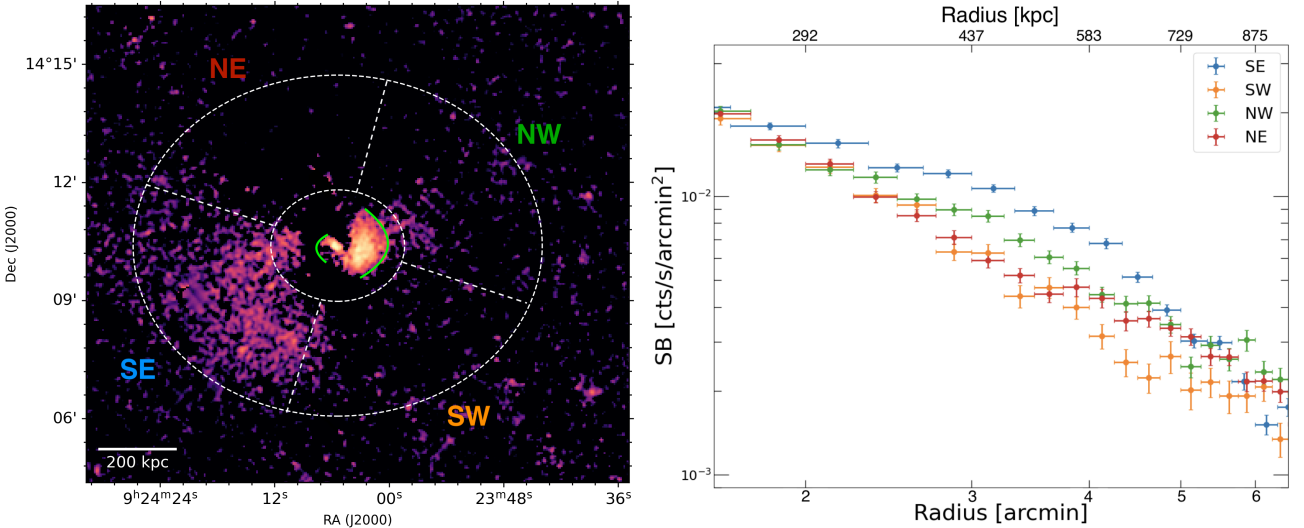 NE
NW
SE
SW
200 kpc
14°15'
12'
09'
06'
Dec (J2000)
9ʰ24ᵐ24ˢ
12ˢ
00ˢ
23ᵐ48ˢ
36ˢ
RA (J2000)
Radius [kpc]
292 437 583 729 875
SE
SW
NW
NE
SB [cts/s/arcmin²]
10⁻²
10⁻³
2 3 4 5 6
Radius [arcmin]